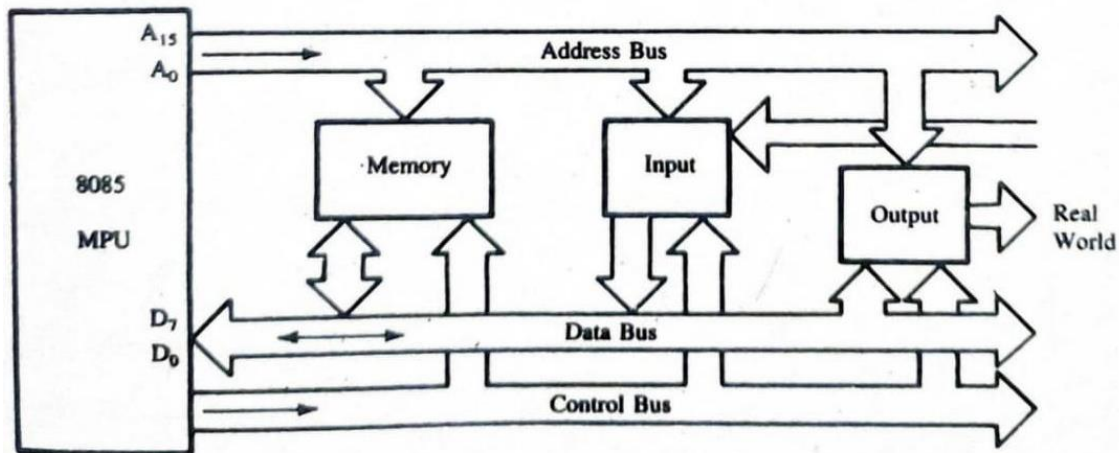 A₁₅
Address Bus
A₀
Memory
Input
8085
MPU
Output
Real
World
D₇
Data Bus
D₀
Control Bus